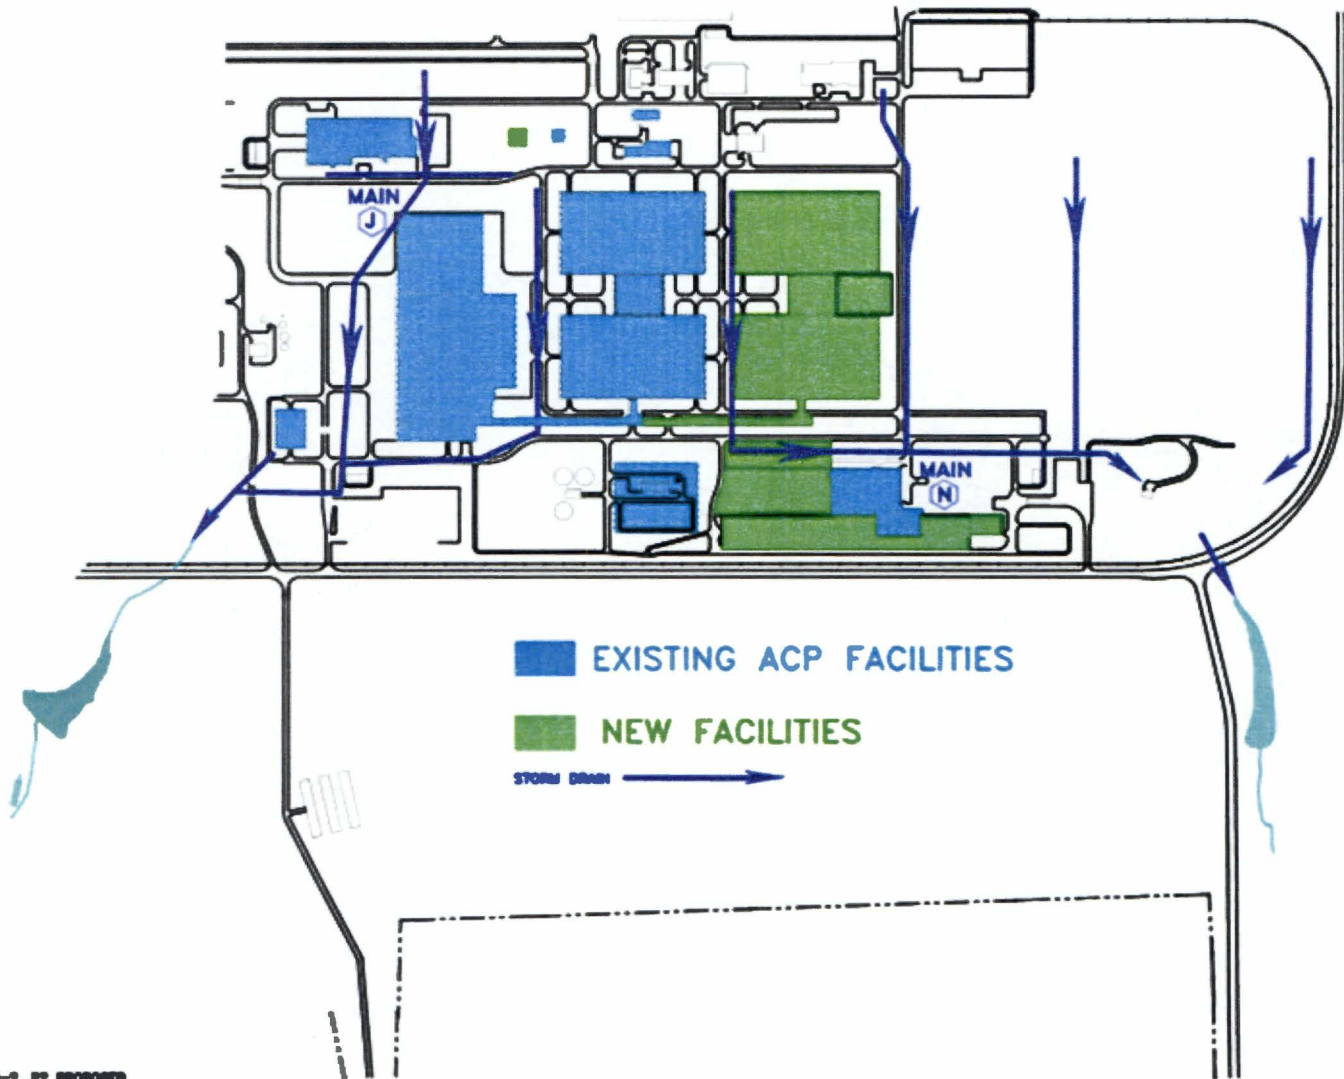 MAIN
J
MAIN
N
EXISTING ACP FACILITIES
NEW FACILITIES
STORM DRAIN